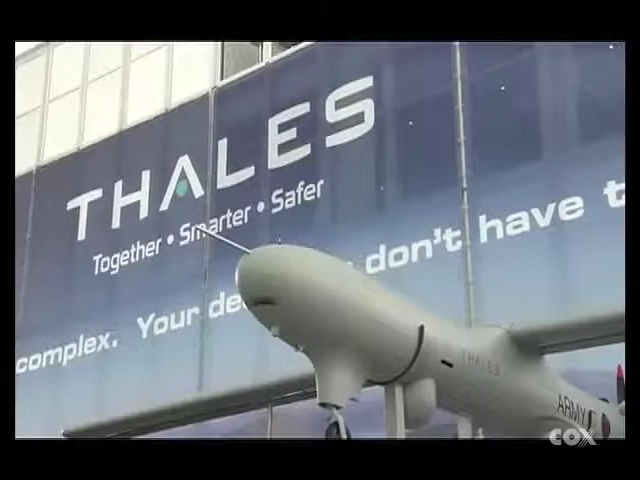 THALES
Together • Smarter • Safer
don't have t
complex. Your de
THALES
ARMY
COX